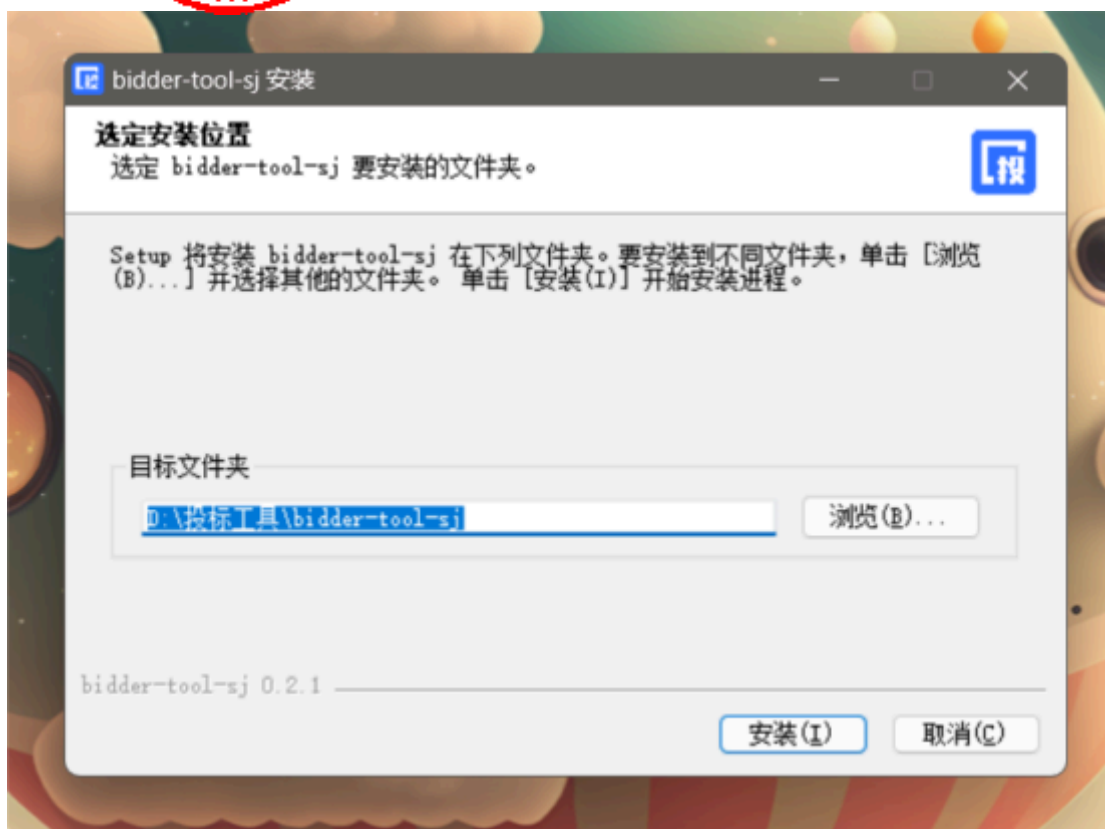 bidder-tool-sj 安装
选定安装位置
选定 bidder-tool-sj 要安装的文件夹。
投
Setup 将安装 bidder-tool-sj 在下列文件夹。要安装到不同文件夹，单击 [浏览
(B)...] 并选择其他的文件夹。 单击 [安装(I)] 开始安装进程。
目标文件夹
D:\投标工具\bidder-tool-sj
浏览(B)...
bidder-tool-sj 0.2.1
安装(I)
取消(C)